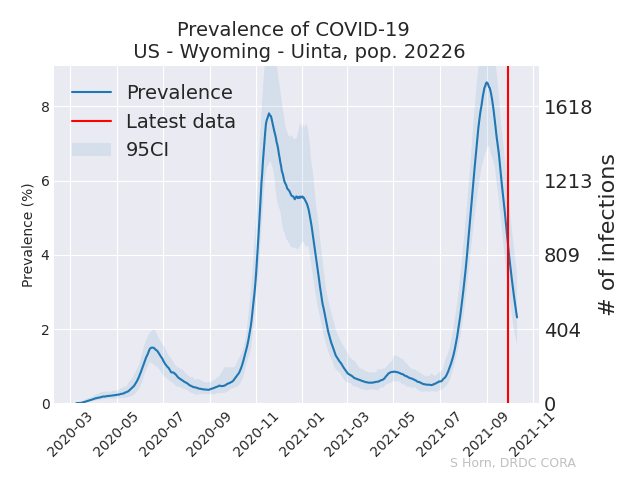 Prevalence of COVID-19
US - Wyoming - Uinta, pop. 20226
Prevalence
Latest data
95CI
Prevalence (%)
8
6
4
2
0
1618
1213
809
404
0
# of infections
2020-03
2020-05
2020-07
2020-09
2020-11
2021-01
2021-03
2021-05
2021-07
2021-09
2021-11
S Horn, DRDC CORA